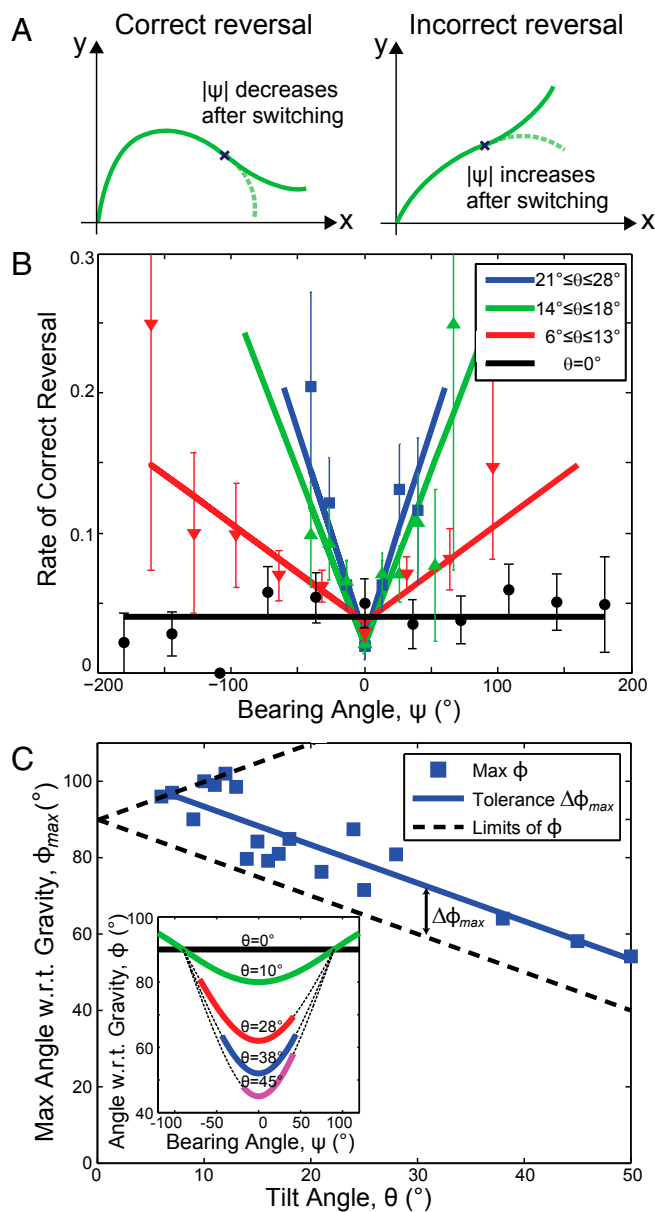 A
Correct reversal
Incorrect reversal
y
|ψ| decreases
after switching
x
y
|ψ| increases
after switching
x
B
Rate of Correct Reversal
0.3
0.2
0.1
0
21°≤θ≤28°
14°≤θ≤18°
6°≤θ≤13°
θ=0°
−200 −100 0 100 200
Bearing Angle, ψ (°)
C
Max Angle w.r.t. Gravity, ϕmax(°)
100
80
60
40
20
0
Max ϕ
Tolerance Δϕmax
Limits of ϕ
Δϕmax
Angle w.r.t. Gravity, ϕ (°)
100
80
60
40
θ=0°
θ=10°
θ=28°
θ=38°
θ=45°
-100 -50 0 50 100
Bearing Angle, ψ (°)
0 10 20 30 40 50
Tilt Angle, θ (°)